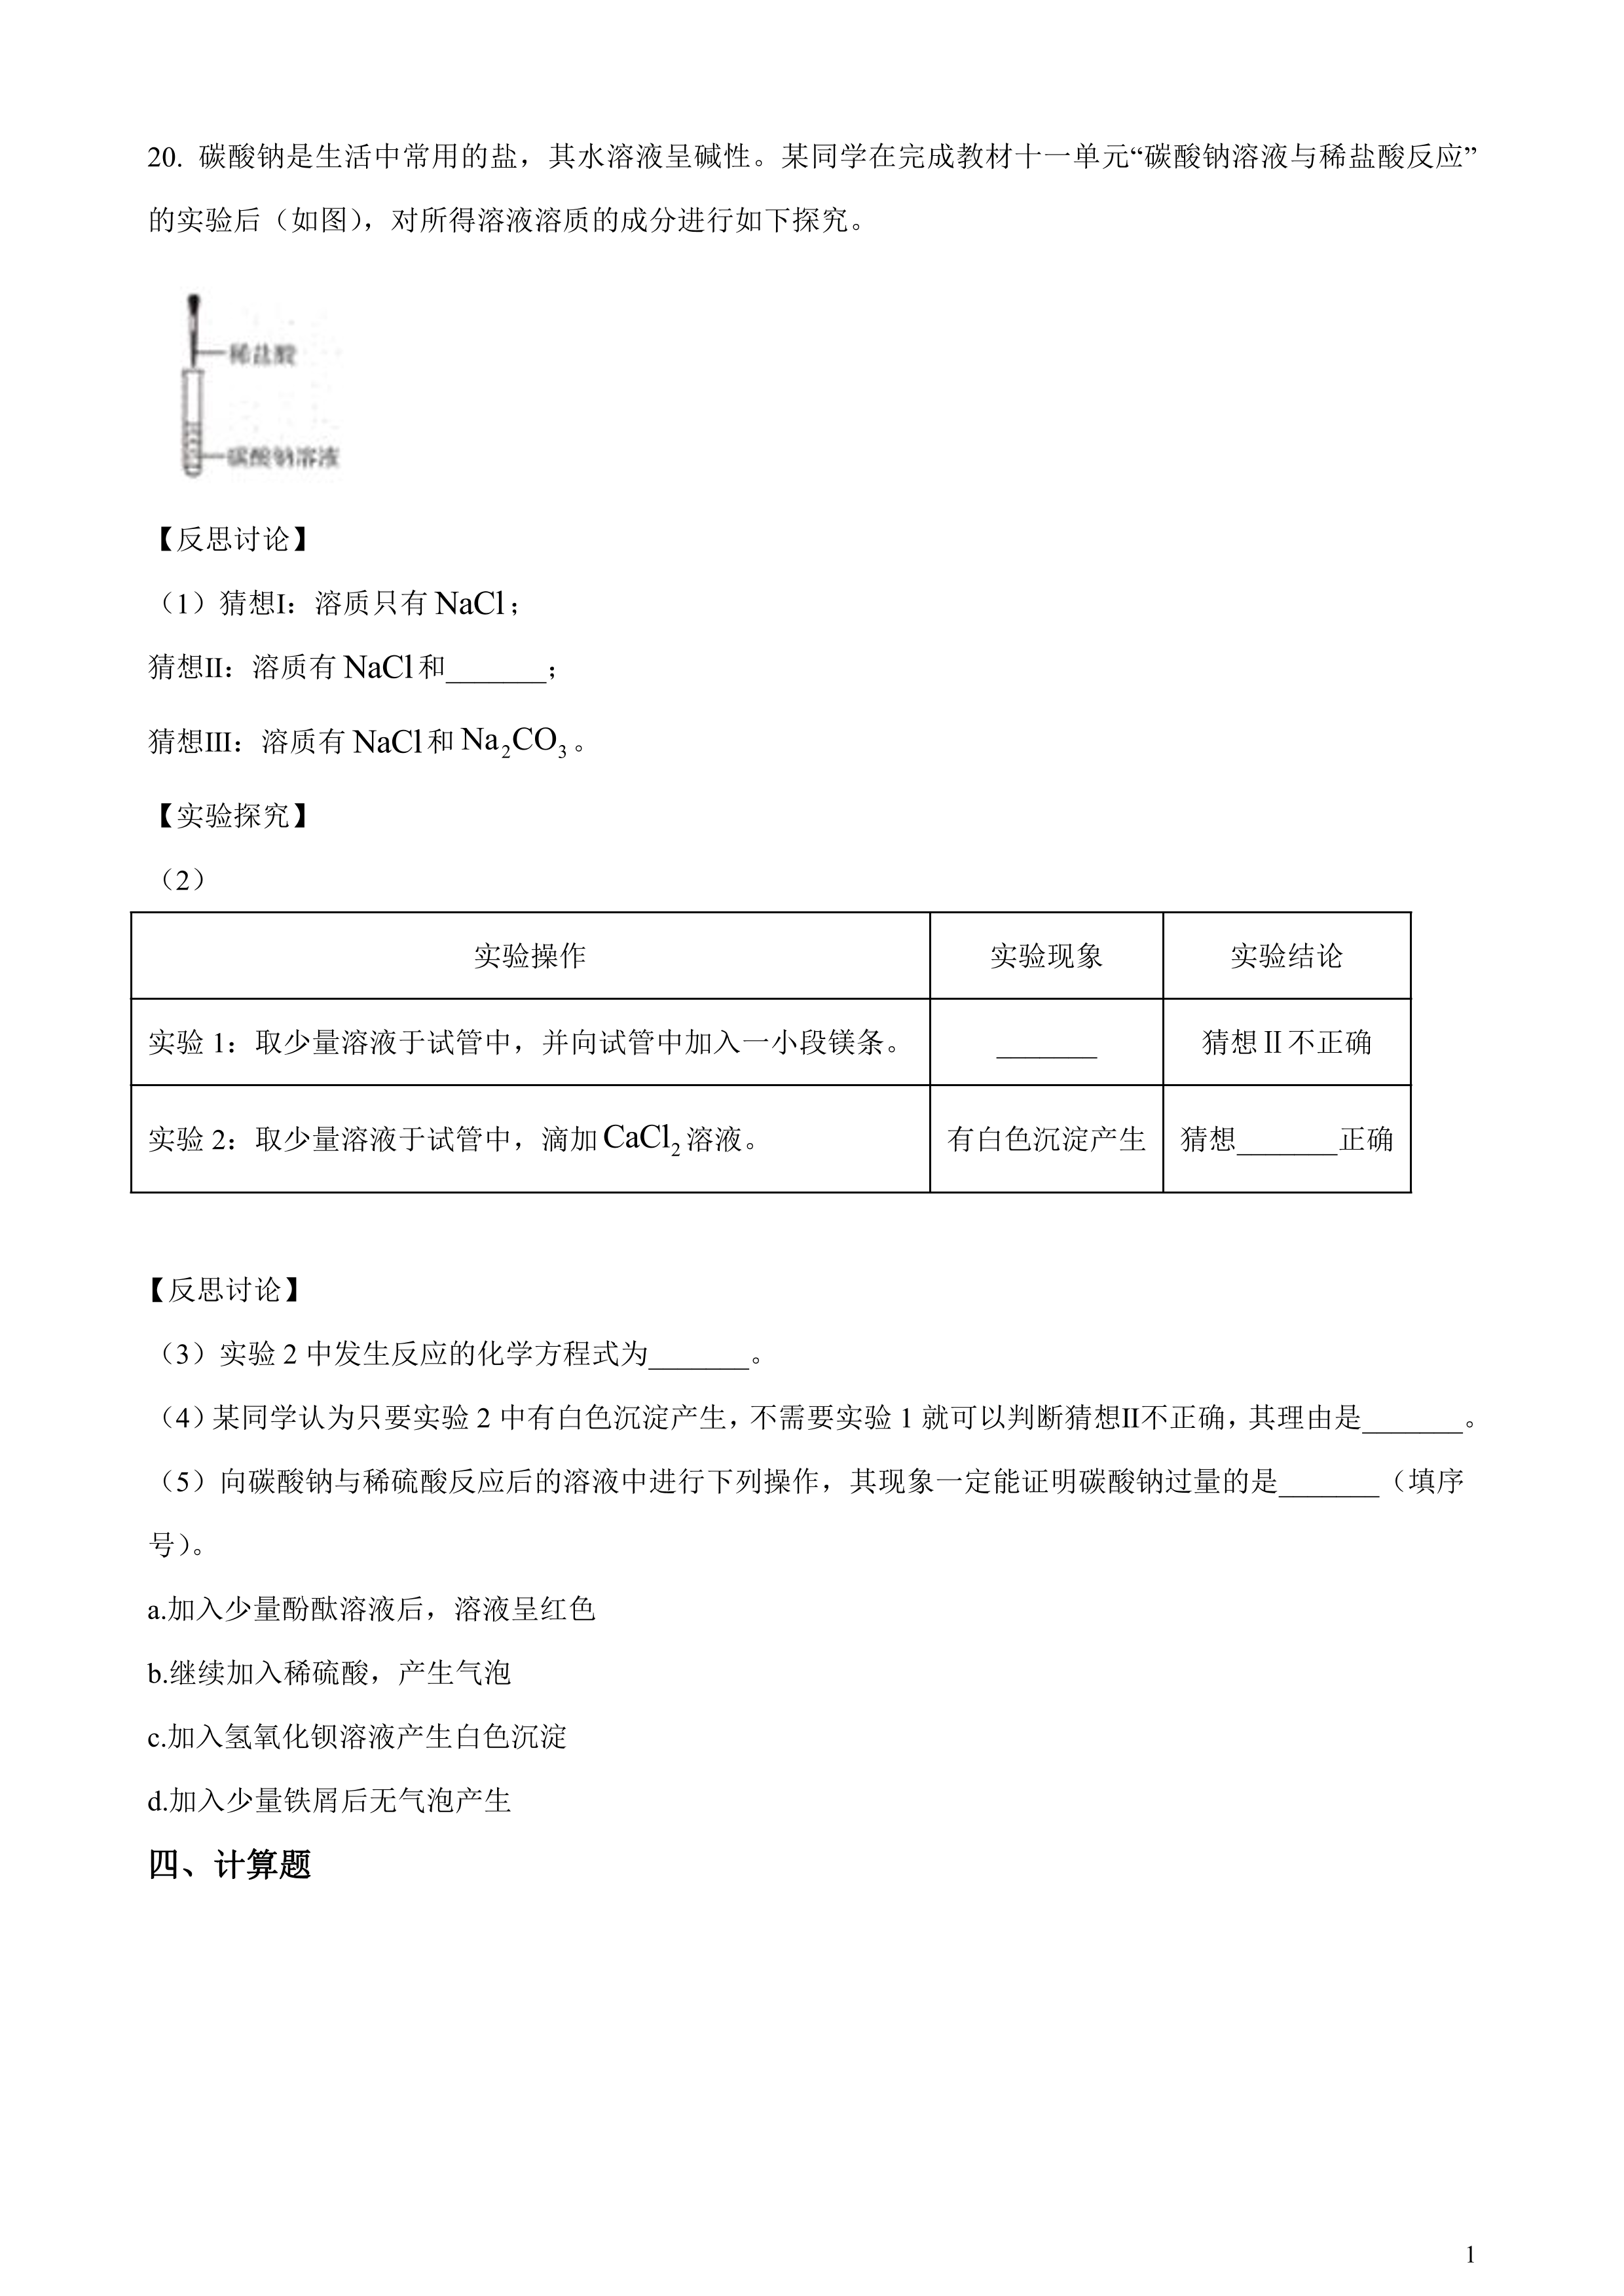 20. 碳酸钠是生活中常用的盐，其水溶液呈碱性。某同学在完成教材十一单元“碳酸钠溶液与稀盐酸反应”
的实验后（如图），对所得溶液溶质的成分进行如下探究。
稀盐酸
碳酸钠溶液
【反思讨论】
（1）猜想Ⅰ：溶质只有 NaCl；
猜想Ⅱ：溶质有 NaCl 和_______；
猜想Ⅲ：溶质有 NaCl 和 Na₂CO₃。
【实验探究】
（2）
实验操作 实验现象 实验结论
实验 1：取少量溶液于试管中，并向试管中加入一小段镁条。 _______ 猜想Ⅱ不正确
实验 2：取少量溶液于试管中，滴加 CaCl₂ 溶液。 有白色沉淀产生 猜想_______正确
【反思讨论】
（3）实验 2 中发生反应的化学方程式为_______。
（4）某同学认为只要实验 2 中有白色沉淀产生，不需要实验 1 就可以判断猜想Ⅱ不正确，其理由是_______。
（5）向碳酸钠与稀硫酸反应后的溶液中进行下列操作，其现象一定能证明碳酸钠过量的是_______（填序
号）。
a.加入少量酚酞溶液后，溶液呈红色
b.继续加入稀硫酸，产生气泡
c.加入氢氧化钡溶液产生白色沉淀
d.加入少量铁屑后无气泡产生
四、计算题
1